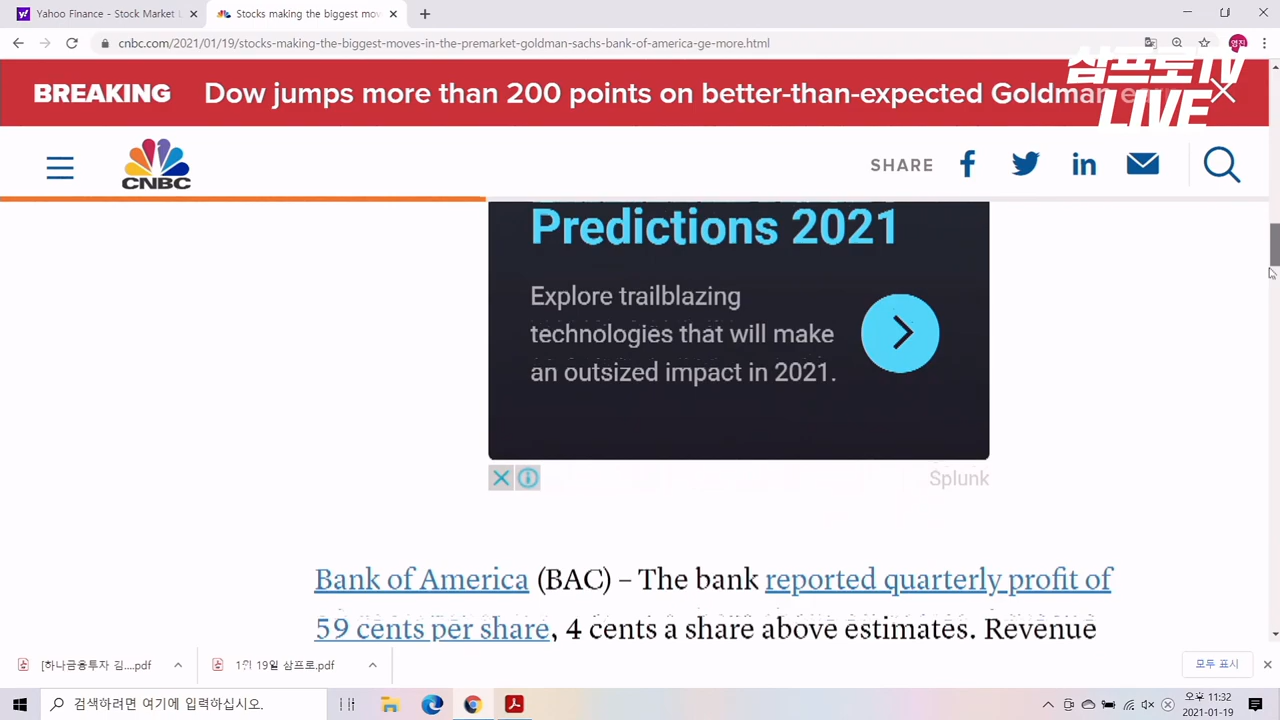 Yahoo Finance - Stock Market L
Stocks making the biggest mov
cnbc.com/2021/01/19/stocks-making-the-biggest-moves-in-the-premarket-goldman-sachs-bank-of-america-ge-more.html
영진
삼프로TV
LIVE
BREAKING Dow jumps more than 200 points on better-than-expected Goldman
CNBC
SHARE
Predictions 2021
Explore trailblazing
technologies that will make
an outsized impact in 2021.
Splunk
Bank of America (BAC) – The bank reported quarterly profit of
59 cents per share, 4 cents a share above estimates. Revenue
[하나금융투자 김....pdf
1월 19일 삼프로.pdf
모두 표시
검색하려면 여기에 입력하십시오.
오후 11:32
2021-01-19